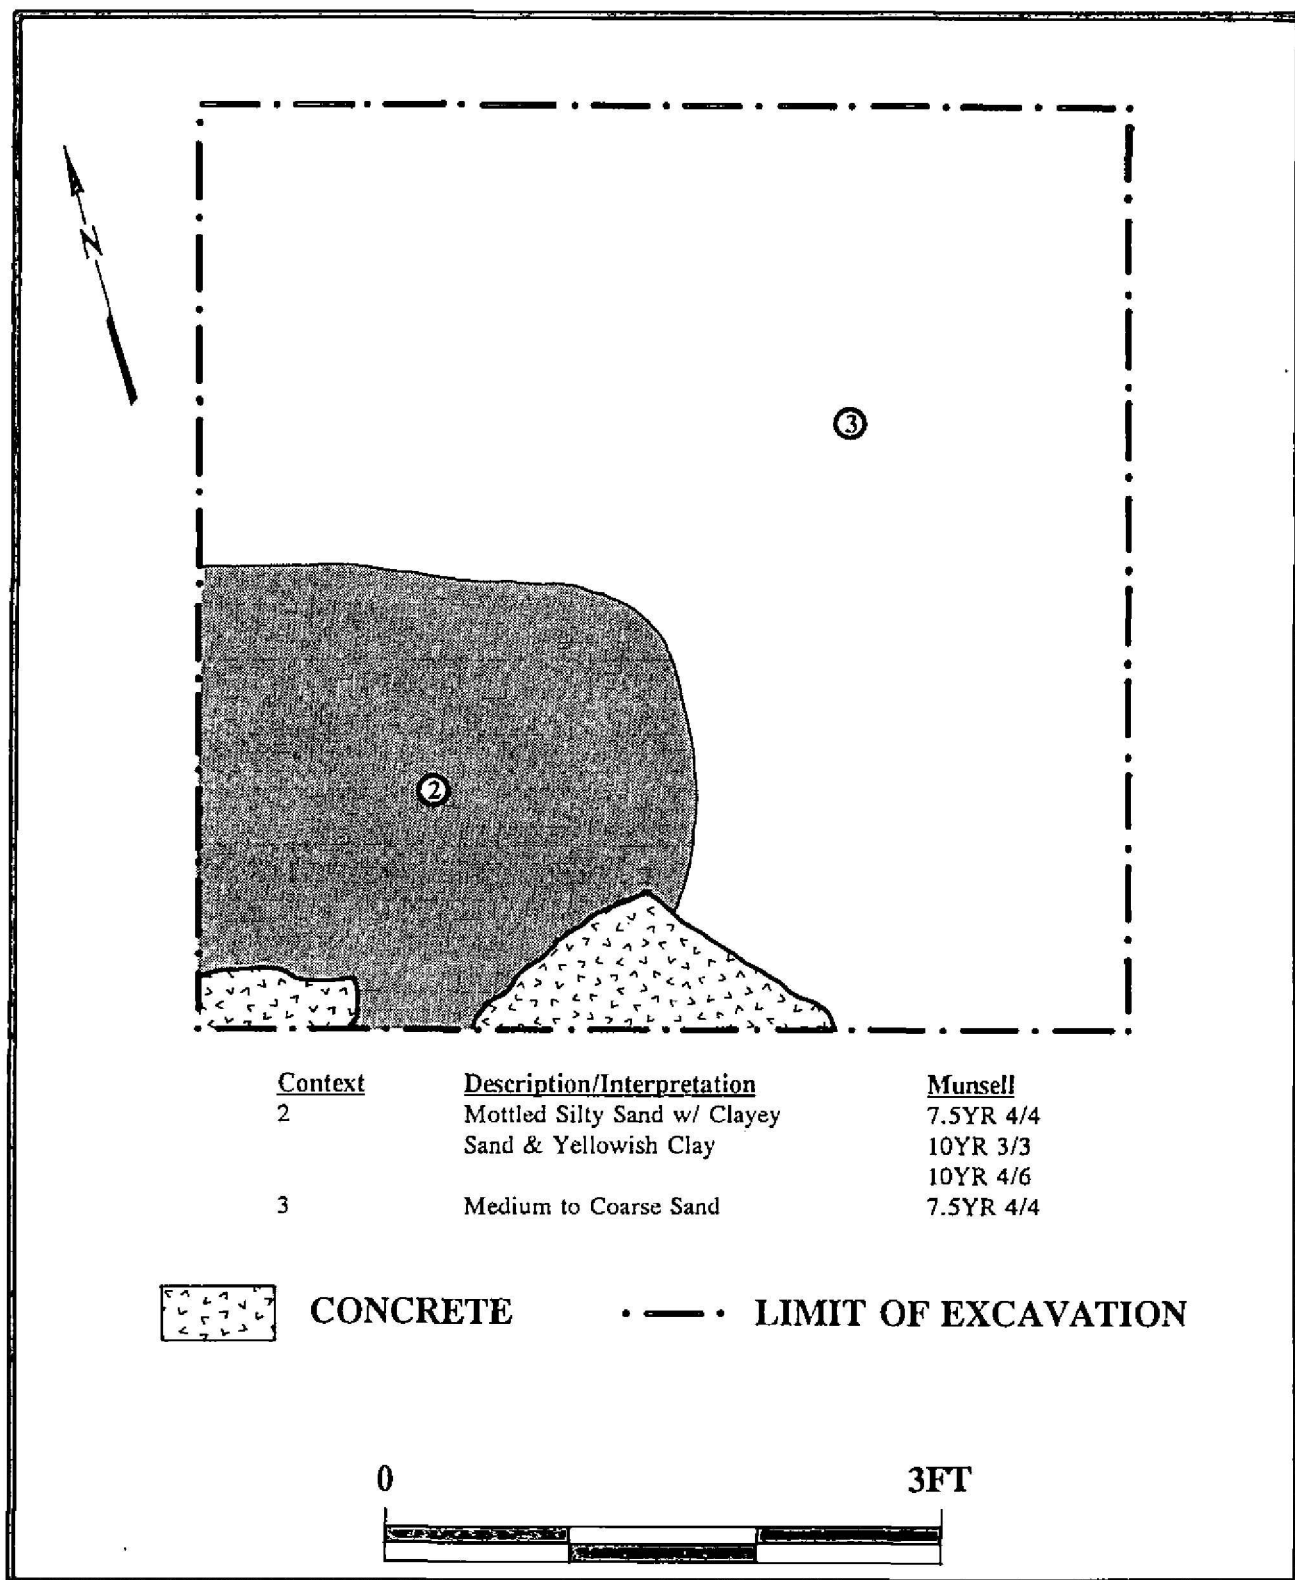 N
3
2
Context Description/Interpretation Munsell
2 Mottled Silty Sand w/ Clayey 7.5YR 4/4
Sand & Yellowish Clay 10YR 3/3
10YR 4/6
3 Medium to Coarse Sand 7.5YR 4/4
CONCRETE LIMIT OF EXCAVATION
0 3FT